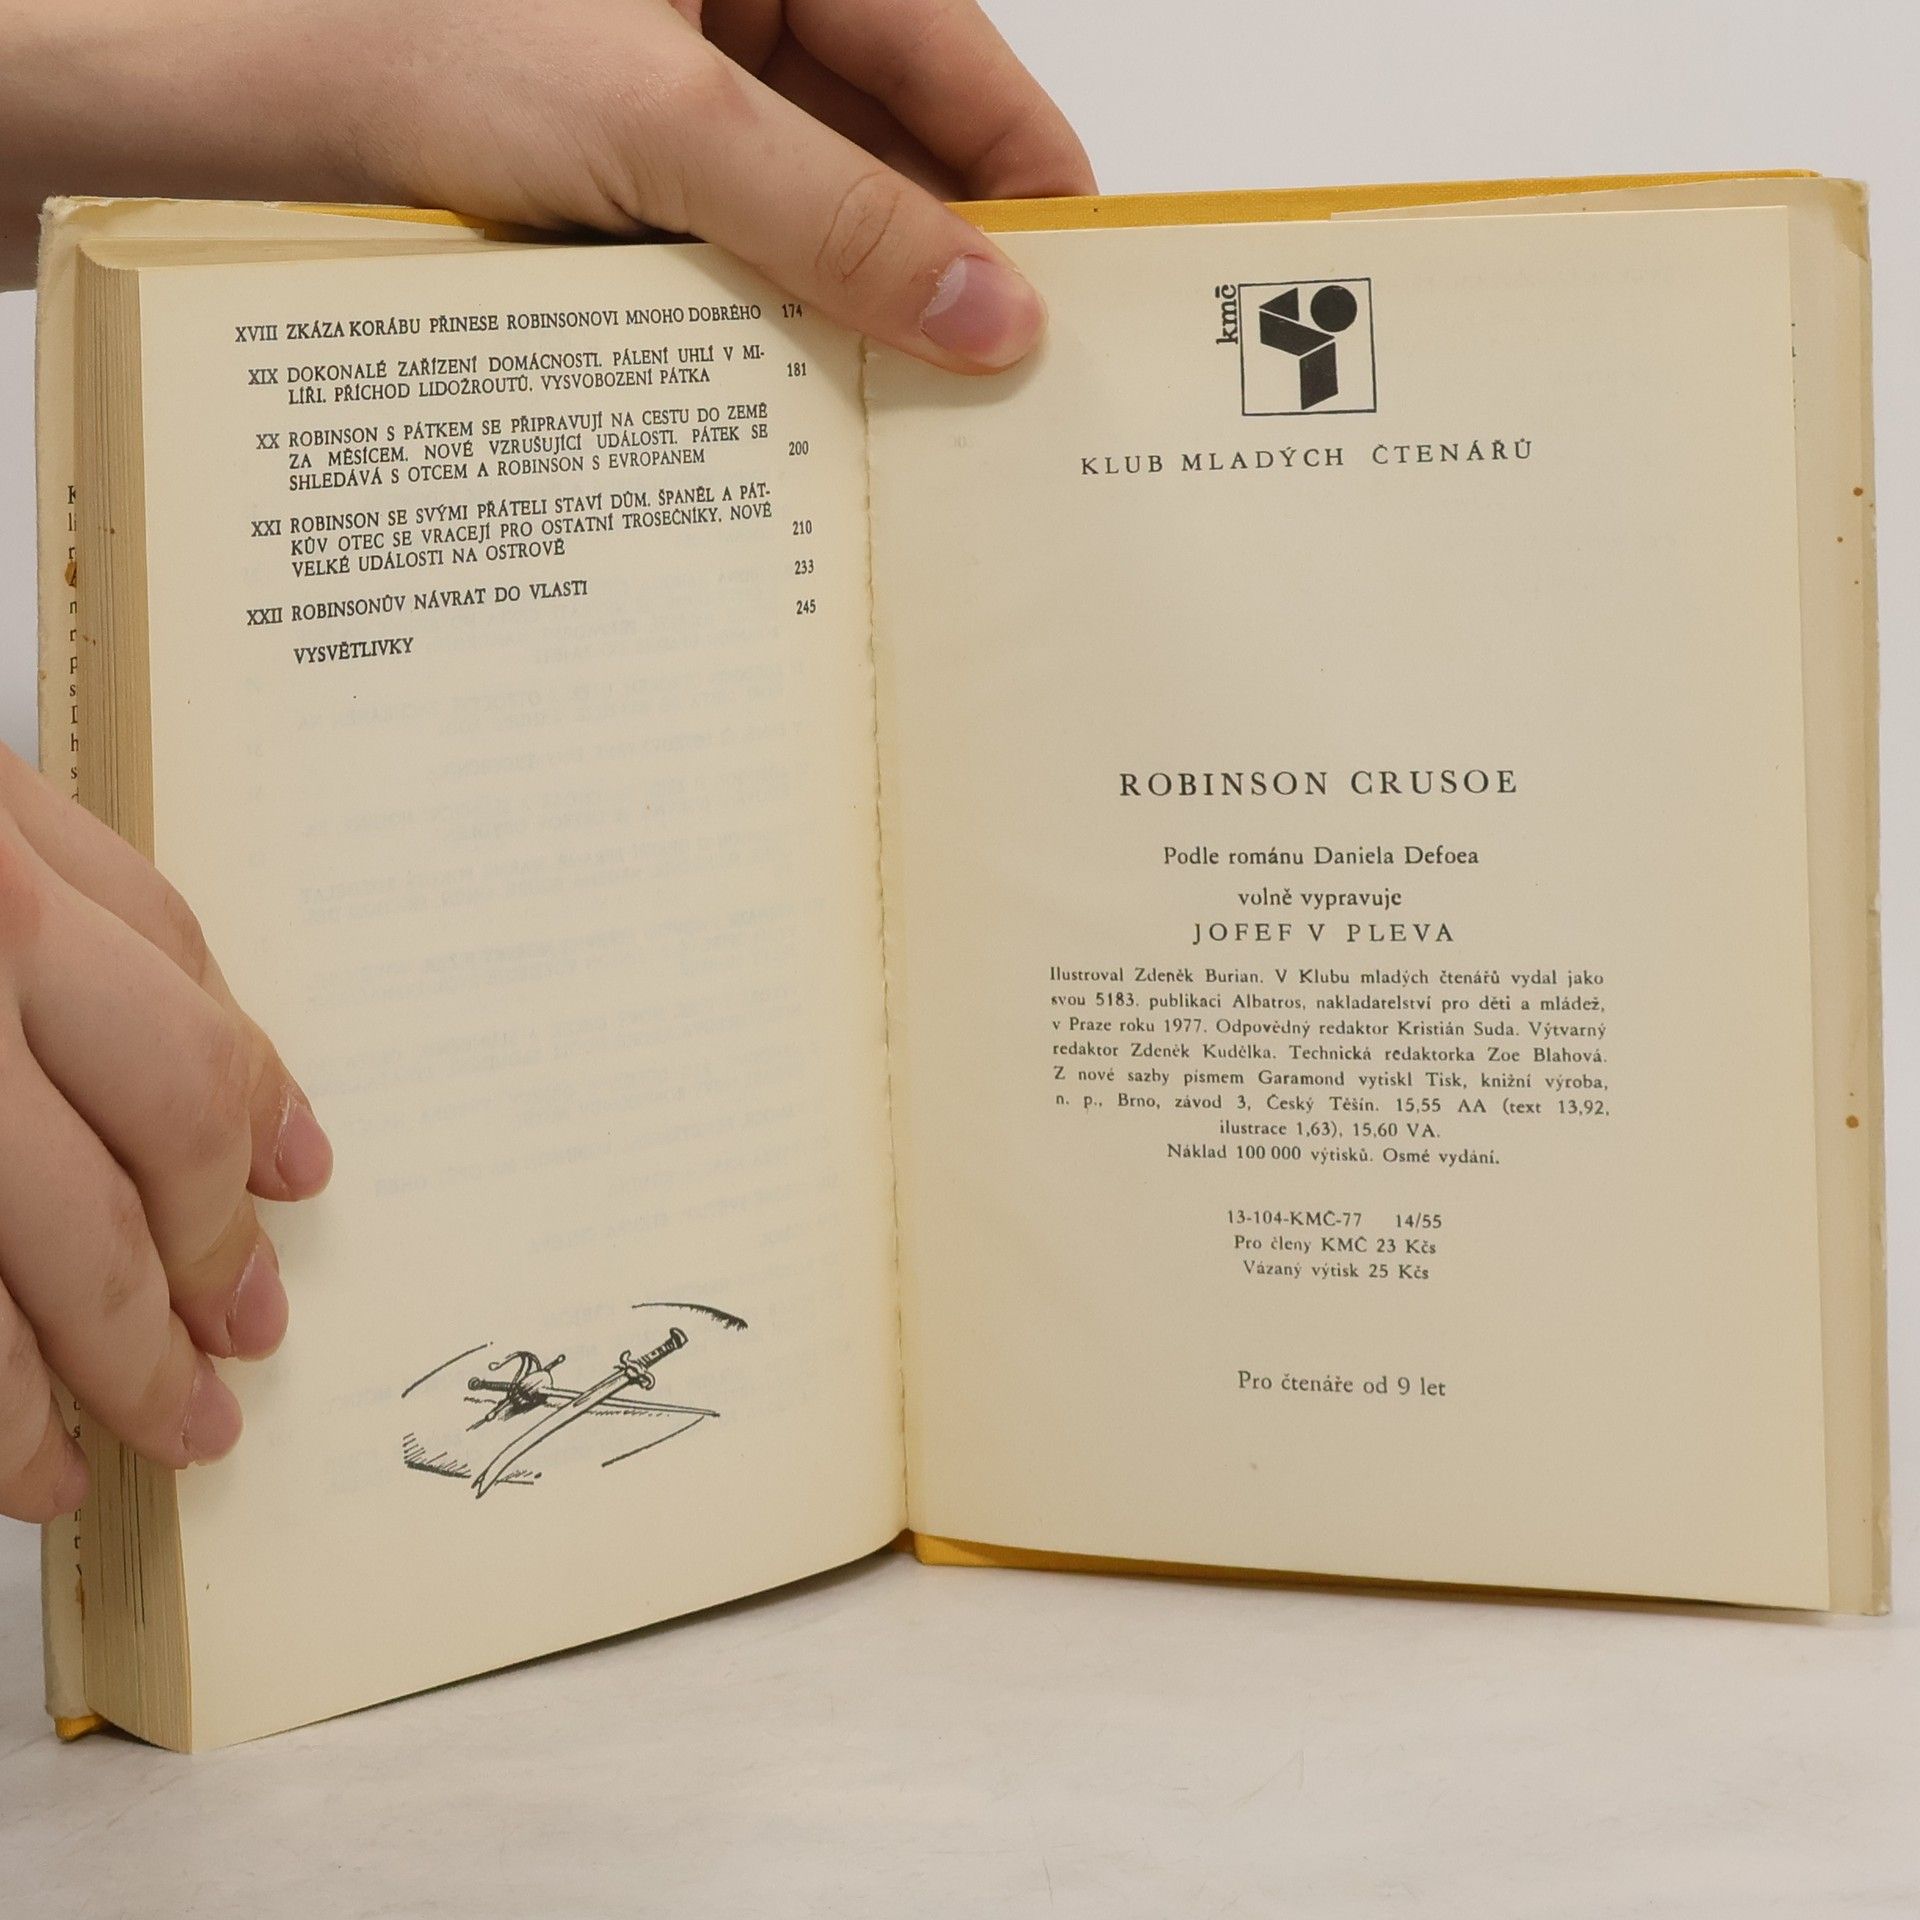 XVIII ZKÁZA KORÁBU PŘINESE ROBINSONOVI MNOHO DOBRÉHO 174
XIX DOKONALÉ ZAŘÍZENÍ DOMÁCNOSTI. PÁLENÍ UHLÍ V MI-
LÍŘI. PŘÍCHOD LIDOŽROUTŮ. VYSVOBOZENÍ PÁTKA 181
XX ROBINSON S PÁTKEM SE PŘIPRAVUJÍ NA CESTU DO ZEMĚ
ZA MĚSÍCEM. NOVÉ VZRUŠUJÍCÍ UDÁLOSTI. PÁTEK SE
SHLEDÁVÁ S OTCEM A ROBINSON S EVROPANEM 200
XXI ROBINSON SE SVÝMI PŘÁTELI STAVÍ DŮM. ŠPANĚL A PÁT-
KŮV OTEC SE VRACEJÍ PRO OSTATNÍ TROSEČNÍKY. NOVÉ
VELKÉ UDÁLOSTI NA OSTROVĚ 210
XXII ROBINSONŮV NÁVRAT DO VLASTI 233
VYSVĚTLIVKY 245
kmč
KLUB MLADÝCH ČTENÁŘŮ
ROBINSON CRUSOE
Podle románu Daniela Defoea
volně vypravuje
JOFEF V PLEVA
Ilustroval Zdeněk Burian. V Klubu mladých čtenářů vydal jako
svou 5183. publikaci Albatros, nakladatelství pro děti a mládež,
v Praze roku 1977. Odpovědný redaktor Kristián Suda. Výtvarný
redaktor Zdeněk Kudělka. Technická redaktorka Zoe Blahová.
Z nové sazby písmem Garamond vytiskl Tisk, knižní výroba,
n. p., Brno, závod 3, Český Těšín. 15,55 AA (text 13,92,
ilustrace 1,63), 15,60 VA.
Náklad 100 000 výtisků. Osmé vydání.
13-104-KMČ-77 14/55
Pro členy KMČ 23 Kčs
Vázaný výtisk 25 Kčs
Pro čtenáře od 9 let